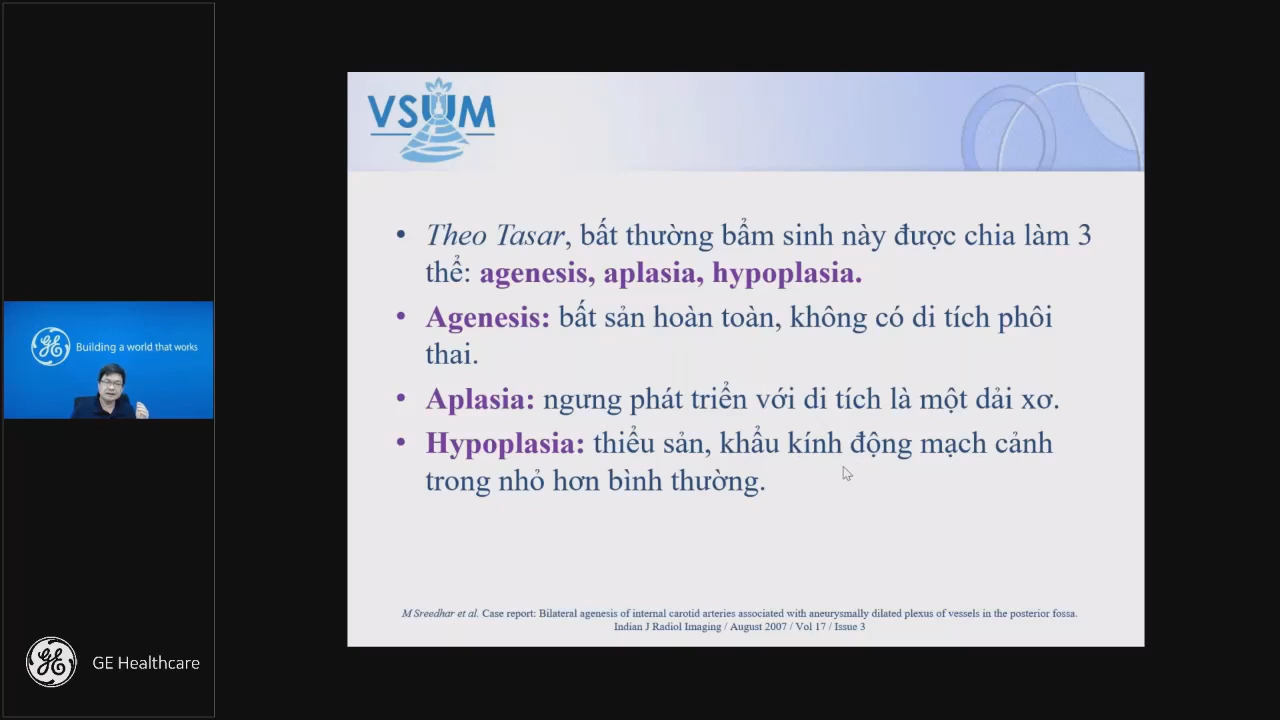 VSUM
• Theo Tasar, bất thường bẩm sinh này được chia làm 3
thể: agenesis, aplasia, hypoplasia.
• Agenesis: bất sản hoàn toàn, không có di tích phôi
thai.
• Aplasia: ngưng phát triển với di tích là một dải xơ.
• Hypoplasia: thiểu sản, khẩu kính động mạch cảnh
trong nhỏ hơn bình thường.
M Sreedhar et al. Case report: Bilateral agenesis of internal carotid arteries associated with aneurysmally dilated plexus of vessels in the posterior fossa.
Indian J Radiol Imaging / August 2007 / Vol 17 / Issue 3
GE Building a world that works
GE GE Healthcare